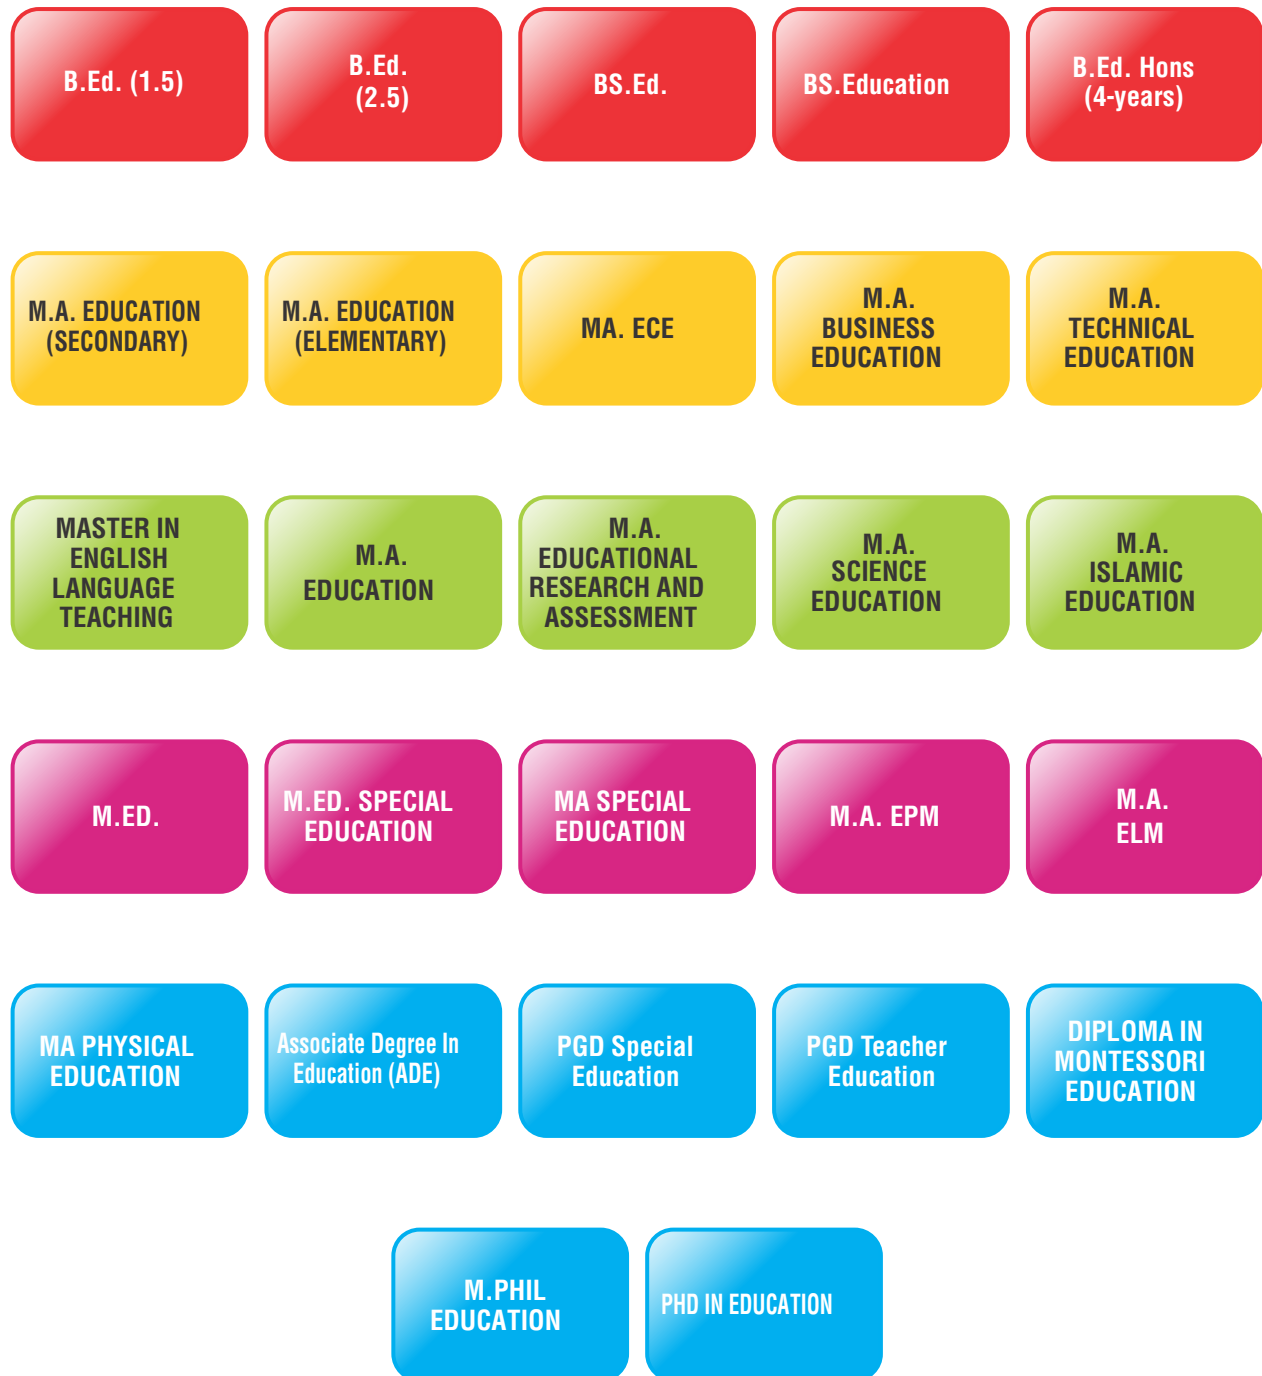 B.Ed. (1.5)
B.Ed.
(2.5)
BS.Ed.
BS.Education
B.Ed. Hons
(4-years)
M.A. EDUCATION
(SECONDARY)
M.A. EDUCATION
(ELEMENTARY)
MA. ECE
M.A.
BUSINESS
EDUCATION
M.A.
TECHNICAL
EDUCATION
MASTER IN
ENGLISH
LANGUAGE
TEACHING
M.A.
EDUCATION
M.A.
EDUCATIONAL
RESEARCH AND
ASSESSMENT
M.A.
SCIENCE
EDUCATION
M.A.
ISLAMIC
EDUCATION
M.ED.
M.ED. SPECIAL
EDUCATION
MA SPECIAL
EDUCATION
M.A. EPM
M.A.
ELM
MA PHYSICAL
EDUCATION
Associate Degree In
Education (ADE)
PGD Special
Education
PGD Teacher
Education
DIPLOMA IN
MONTESSORI
EDUCATION
M.PHIL
EDUCATION
PHD IN EDUCATION